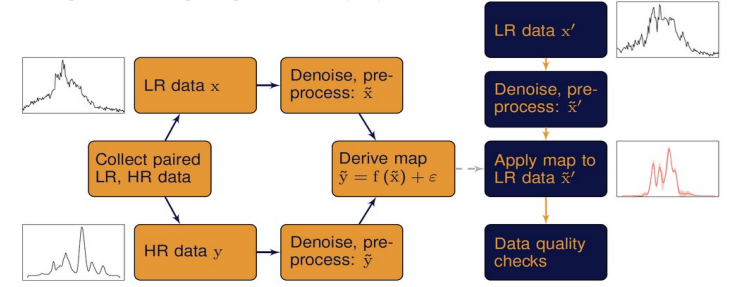 LR data x′
LR data x
Denoise, pre-
process: x̃
Denoise, pre-
process: x̃′
Collect paired
LR, HR data
Derive map
ỹ = f (x̃) + ε
Apply map to
LR data x̃′
HR data y
Denoise, pre-
process: ỹ
Data quality
checks